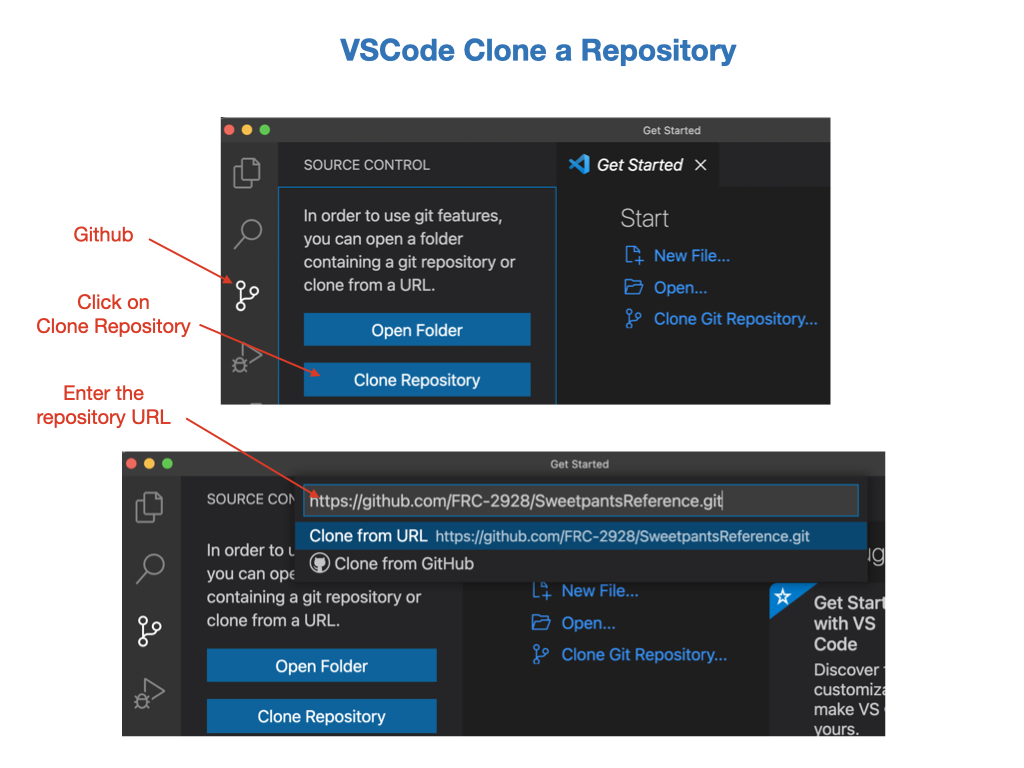 VSCode Clone a Repository
Get Started
SOURCE CONTROL
Get Started
In order to use git features,
you can open a folder
containing a git repository or
clone from a URL.
Open Folder
Clone Repository
Start
New File...
Open...
Clone Git Repository...
Github
Click on
Clone Repository
Enter the
repository URL
Get Started
SOURCE CON
https://github.com/FRC-2928/SweetpantsReference.git
Clone from URL https://github.com/FRC-2928/SweetpantsReference.git
Clone from GitHub
In order to u
you can ope
containing a git repository or
clone from a URL.
Open Folder
Clone Repository
New File...
Open...
Clone Git Repository...
ug
Get Start
with VS
Code
Discover
customiza
make VS
yours.